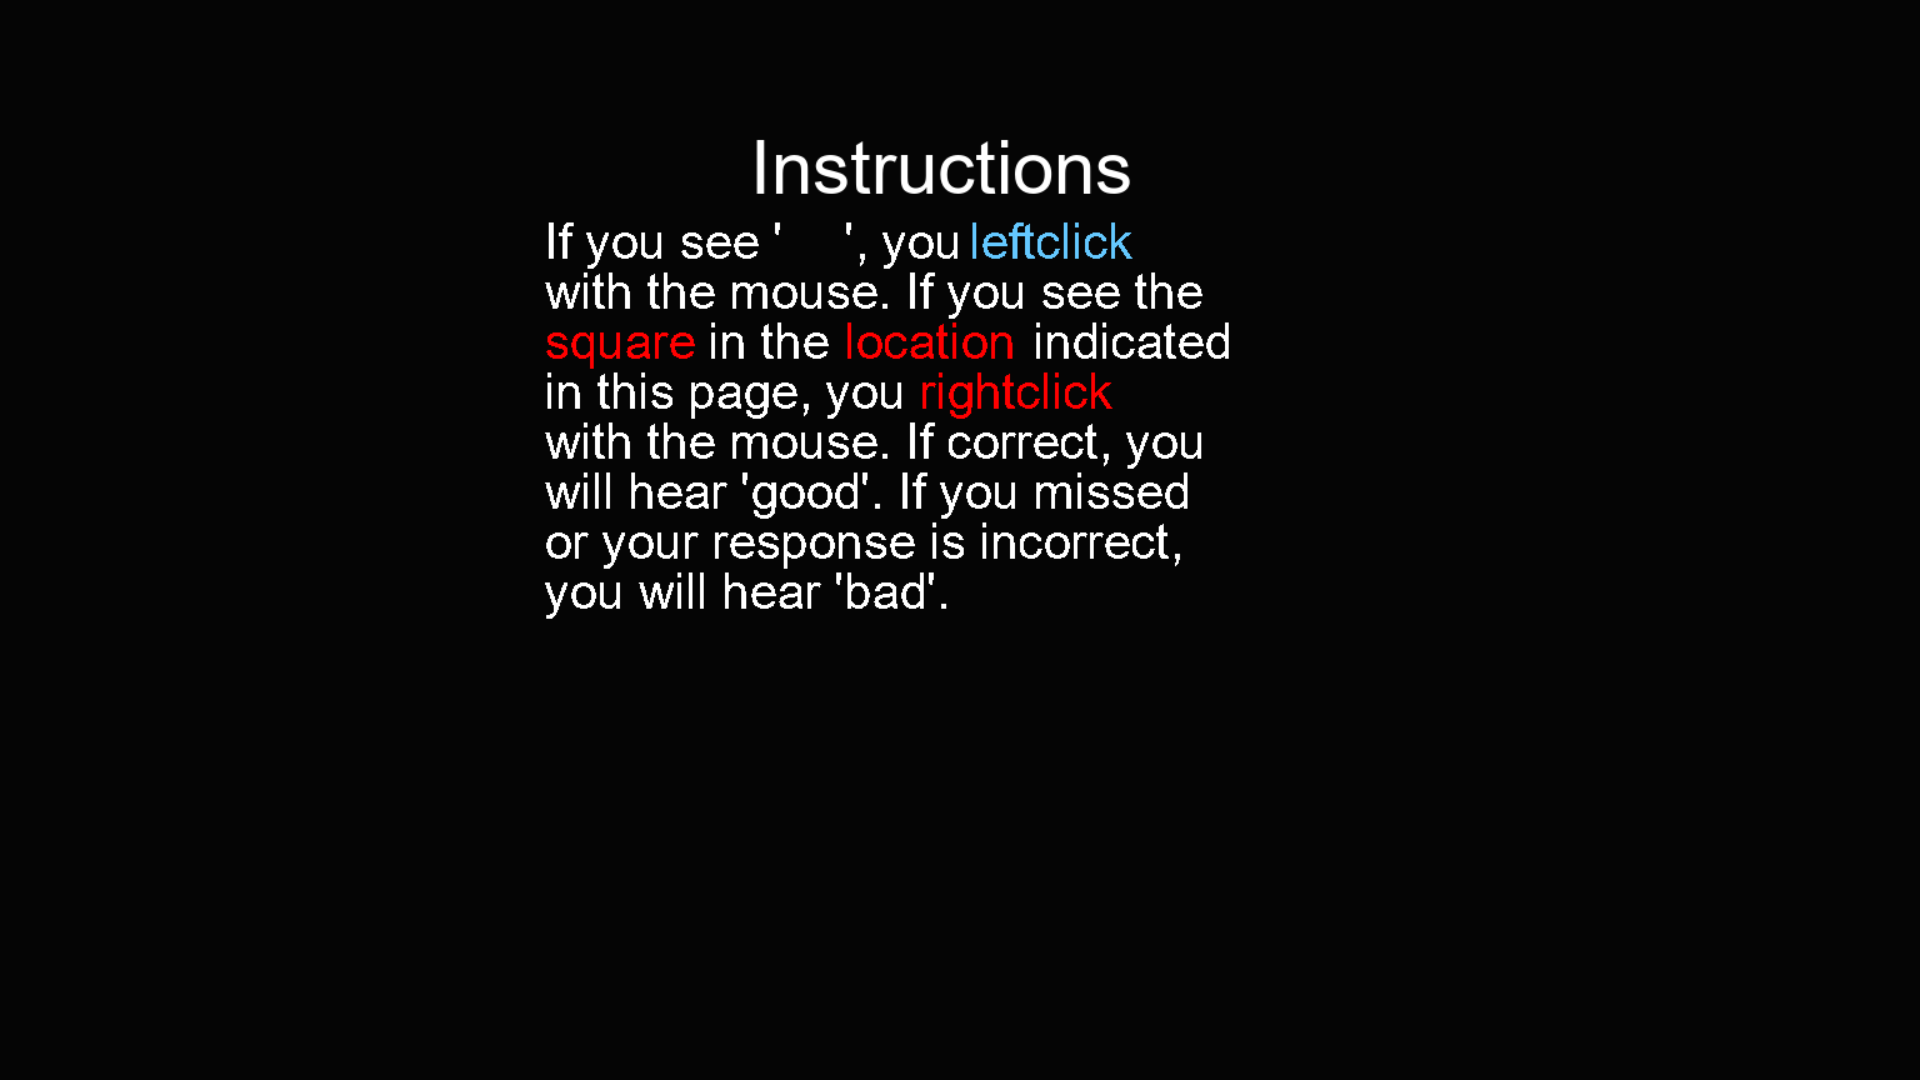 Instructions
If you see '    ', you leftclick
with the mouse. If you see the
square in the location indicated
in this page, you rightclick
with the mouse. If correct, you
will hear 'good'. If you missed
or your response is incorrect,
you will hear 'bad'.